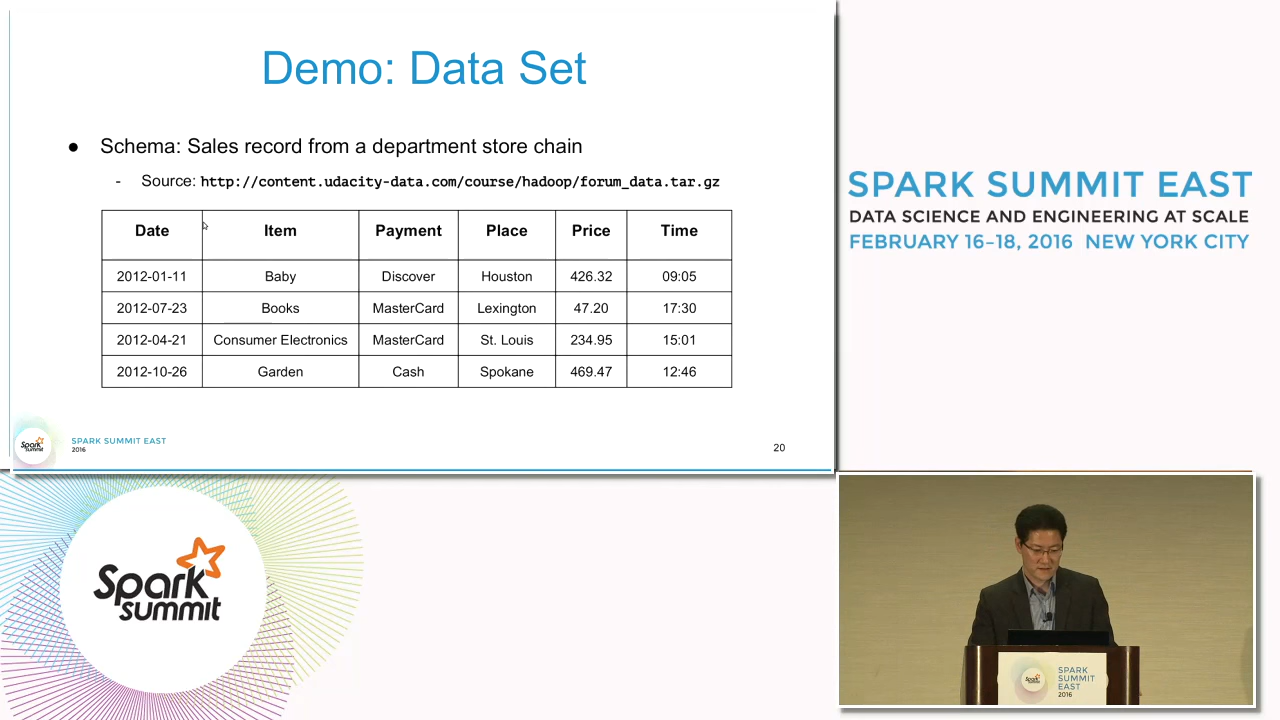 Demo: Data Set
● Schema: Sales record from a department store chain
- Source: http://content.udacity-data.com/course/hadoop/forum_data.tar.gz
Date Item Payment Place Price Time
2012-01-11 Baby Discover Houston 426.32 09:05
2012-07-23 Books MasterCard Lexington 47.20 17:30
2012-04-21 Consumer Electronics MasterCard St. Louis 234.95 15:01
2012-10-26 Garden Cash Spokane 469.47 12:46
Spark
Summit
SPARK SUMMIT EAST
2016
20
SPARK SUMMIT EAST
DATA SCIENCE AND ENGINEERING AT SCALE
FEBRUARY 16–18, 2016 NEW YORK CITY
Spark
Summit
Spark
Summit
SPARK
SUMMIT
EAST
2016